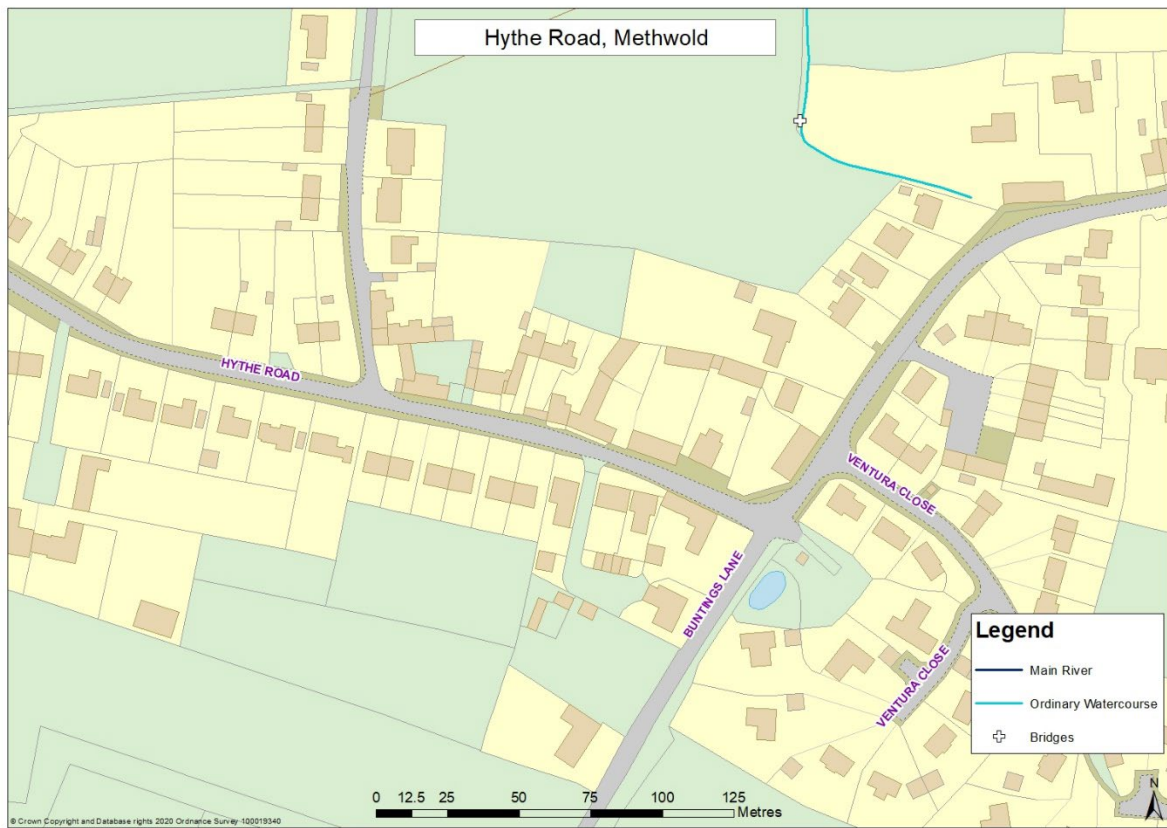 Hythe Road, Methwold
HYTHE ROAD
VENTURA CLOSE
BUNTINGS LANE
VENTURA CLOSE
Legend
Main River
Ordinary Watercourse
Bridges
N
0 12.5 25 50 75 100 125
Metres
© Crown Copyright and Database rights 2020 Ordnance Survey 100019340